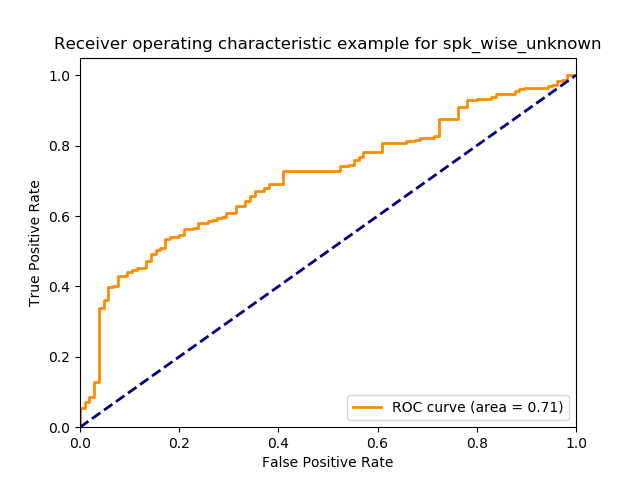 Receiver operating characteristic example for spk_wise_unknown
1.0
0.8
0.6
0.4
0.2
0.0
True Positive Rate
ROC curve (area = 0.71)
0.0 0.2 0.4 0.6 0.8 1.0
False Positive Rate